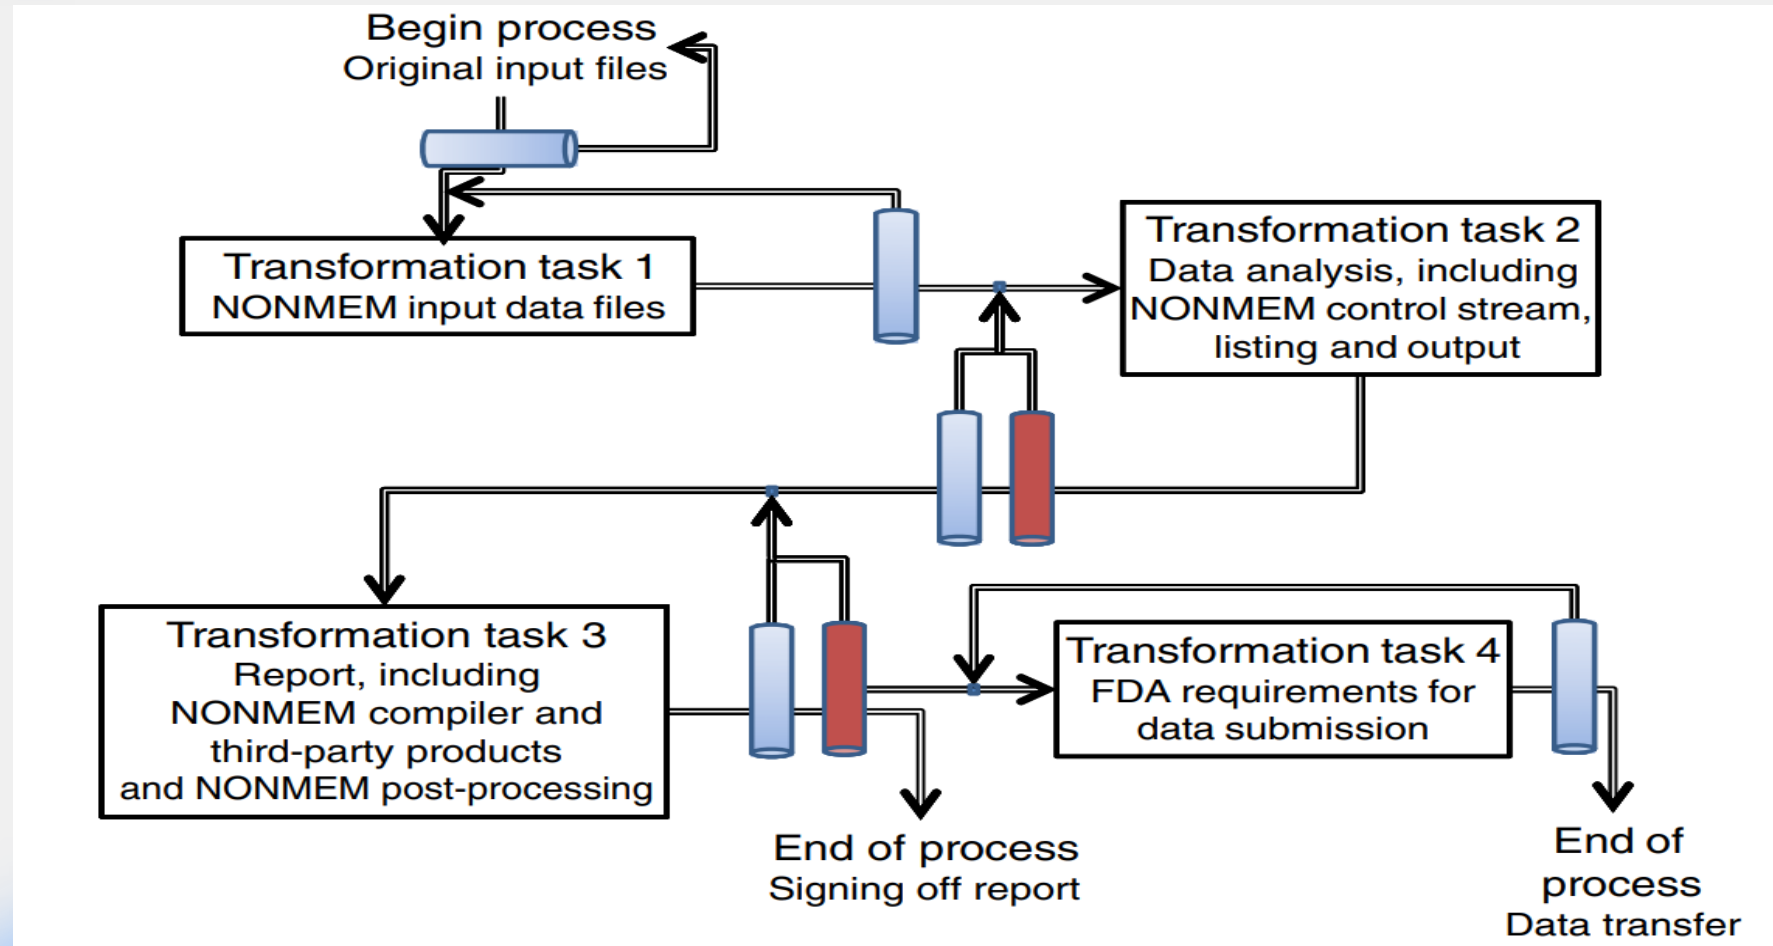 Begin process
Original input files
Transformation task 1
NONMEM input data files
Transformation task 2
Data analysis, including
NONMEM control stream,
listing and output
Transformation task 3
Report, including
NONMEM compiler and
third-party products
and NONMEM post-processing
Transformation task 4
FDA requirements for
data submission
End of process
Signing off report
End of
process
Data transfer